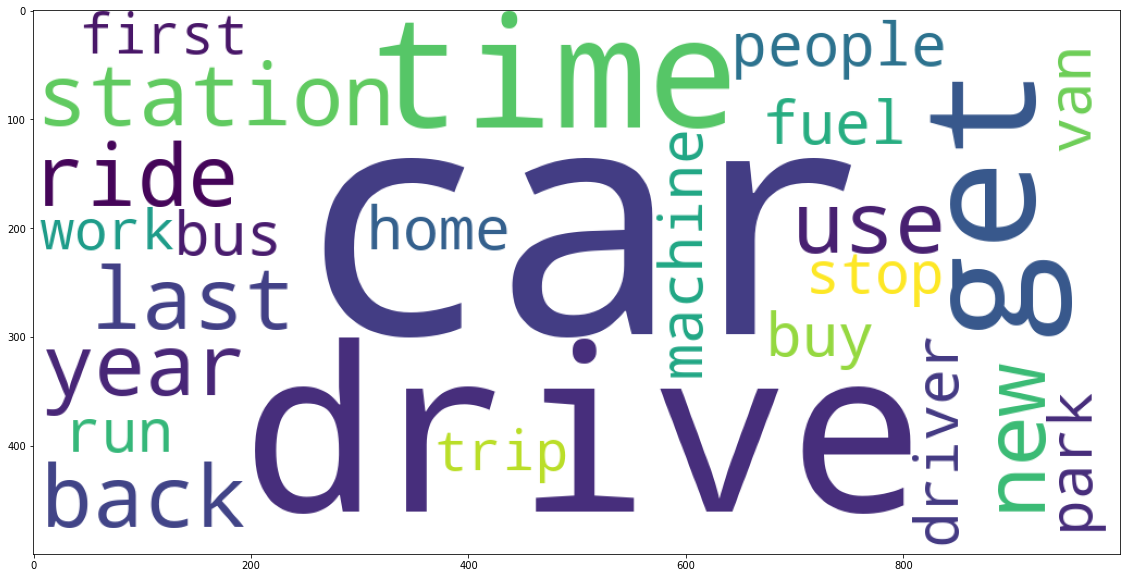 first
time
people
van
station
fuel
get
ride
car
machine
work
bus
home
use
stop
last
buy
year
drive
driver
new
park
run
trip
back
0
100
200
300
400
0
200
400
600
800